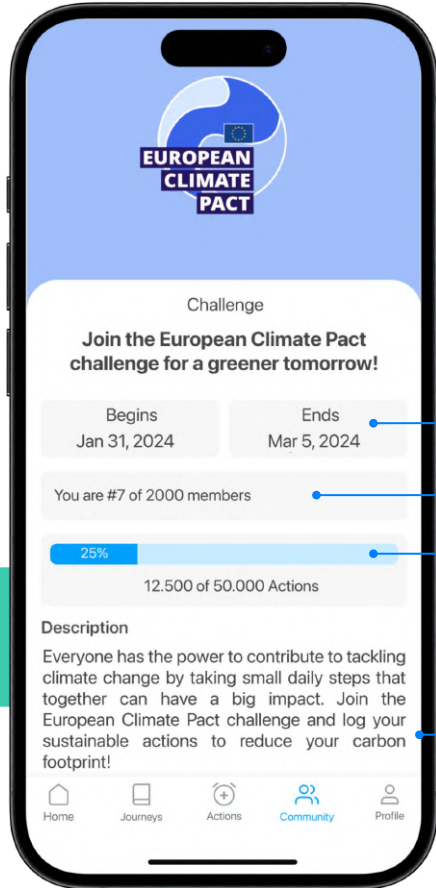 EUROPEAN
CLIMATE
PACT
Challenge
Join the European Climate Pact
challenge for a greener tomorrow!
Begins
Jan 31, 2024
Ends
Mar 5, 2024
You are #7 of 2000 members
25%
12.500 of 50.000 Actions
Description
Everyone has the power to contribute to tackling
climate change by taking small daily steps that
together can have a big impact. Join the
European Climate Pact challenge and log your
sustainable actions to reduce your carbon
footprint!
Home
Journeys
Actions
Community
Profile